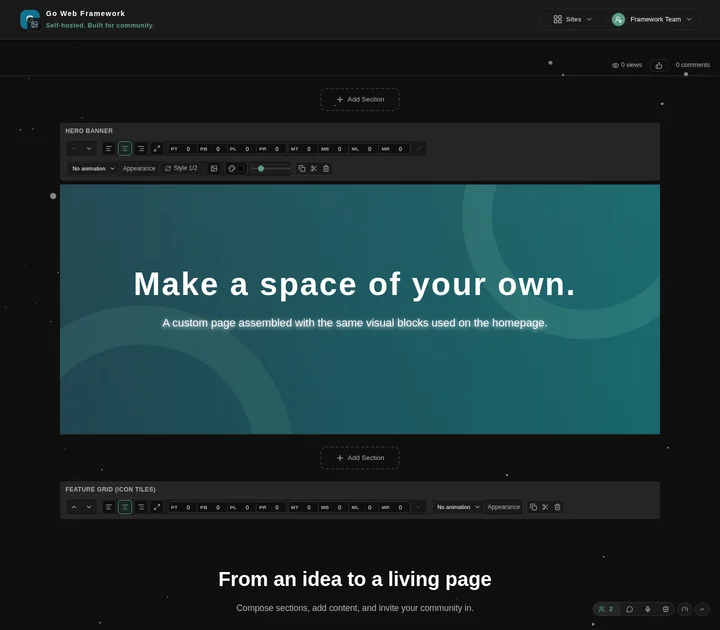 Go Web Framework
Self-hosted. Built for community.
Sites
Framework Team
0 views
0 comments
Add Section
HERO BANNER
PT 0 PB 0 PL 0 PR 0 MT 0 MB 0 ML 0 MR 0
No animation Appearance Style 1/2
Make a space of your own.
A custom page assembled with the same visual blocks used on the homepage.
Add Section
FEATURE GRID (ICON TILES)
PT 0 PB 0 PL 0 PR 0 MT 0 MB 0 ML 0 MR 0 No animation Appearance
From an idea to a living page
Compose sections, add content, and invite your community in.
2